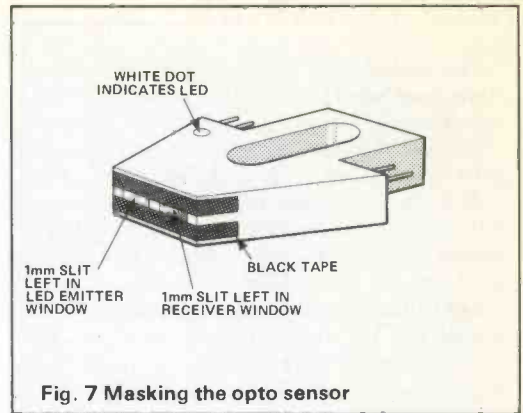 WHITE DOT
INDICATES LED
1mm SLIT
LEFT IN
LED EMITTER
WINDOW
1mm SLIT LEFT IN
RECEIVER WINDOW
BLACK TAPE
Fig. 7 Masking the opto sensor